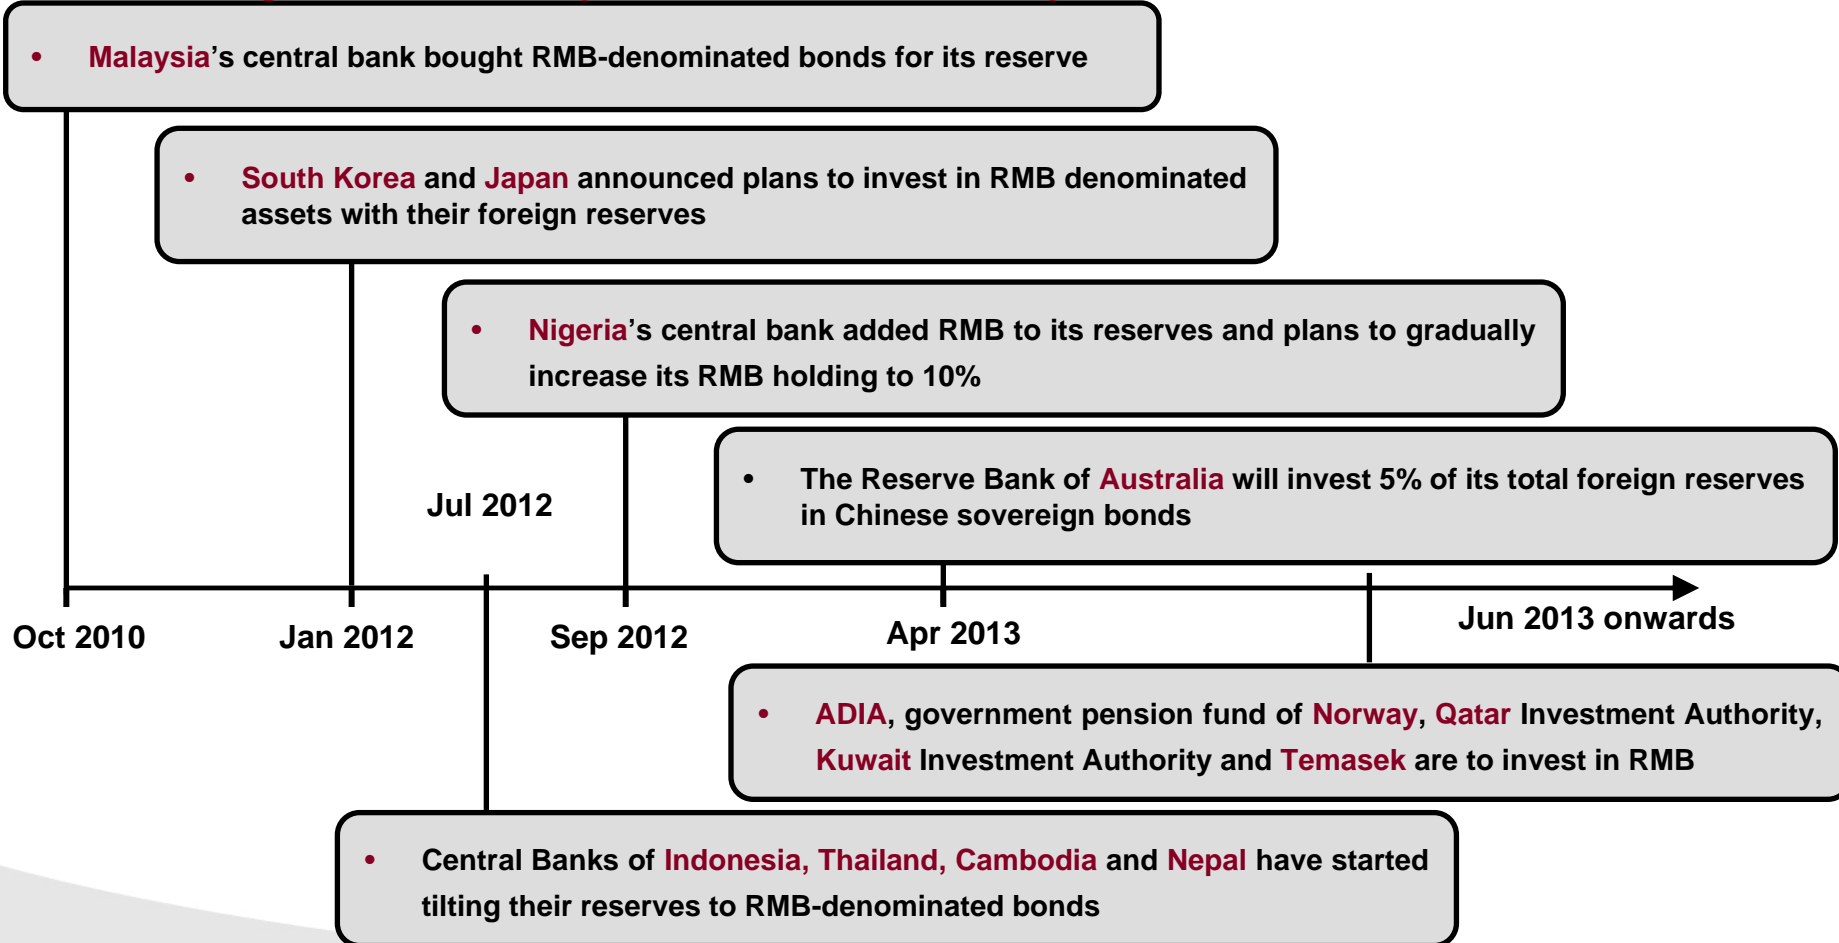 • Malaysia’s central bank bought RMB-denominated bonds for its reserve
• South Korea and Japan announced plans to invest in RMB denominated
assets with their foreign reserves
• Nigeria’s central bank added RMB to its reserves and plans to gradually
increase its RMB holding to 10%
• The Reserve Bank of Australia will invest 5% of its total foreign reserves
in Chinese sovereign bonds
Jul 2012
Oct 2010
Jan 2012
Sep 2012
Apr 2013
Jun 2013 onwards
• ADIA, government pension fund of Norway, Qatar Investment Authority,
Kuwait Investment Authority and Temasek are to invest in RMB
• Central Banks of Indonesia, Thailand, Cambodia and Nepal have started
tilting their reserves to RMB-denominated bonds